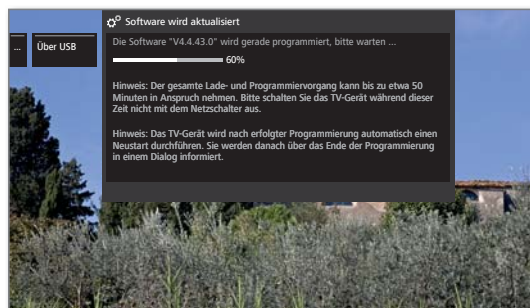 Software wird aktualisiert
... Über USB
Die Software "V4.4.43.0" wird gerade programmiert, bitte warten ...
60%
Hinweis: Der gesamte Lade- und Programmiervorgang kann bis zu etwa 50
Minuten in Anspruch nehmen. Bitte schalten Sie das TV-Gerät während dieser
Zeit nicht mit dem Netzschalter aus.
Hinweis: Das TV-Gerät wird nach erfolgter Programmierung automatisch einen
Neustart durchführen. Sie werden danach über das Ende der Programmierung
in einem Dialog informiert.